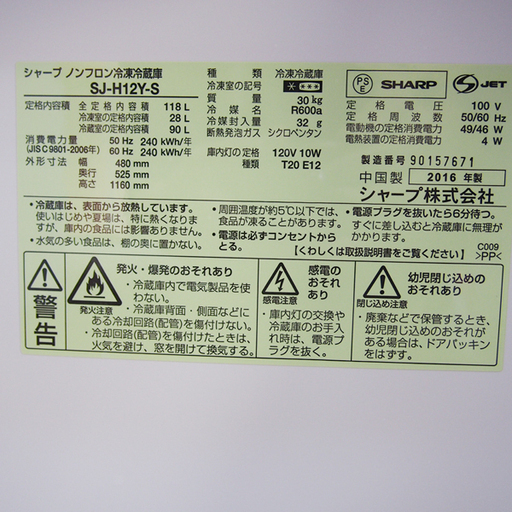 シャープ ノンフロン冷凍冷蔵庫
SJ-H12Y-S
定格内容積 全定格内容積 118 L
冷凍室の定格内容積 28 L
冷蔵室の定格内容積 90 L
消費電力量 50 Hz 240 kWh/年
(JIS C 9801-2006年) 60 Hz 240 kWh/年
外形寸法 幅 480 mm
奥行 525 mm
高さ 1160 mm
種類 冷凍冷蔵庫
冷凍室の記号
質量 30 kg
冷媒 R600a
冷媒封入量 32 g
断熱発泡ガス シクロペンタン
庫内灯の定格 120V 10W
T20 E12
PS
E
SHARP
JET
定格電圧 100 V
定格周波数 50/60 Hz
電動機の定格消費電力 49/46 W
電熱装置の定格消費電力 4 W
製造番号 90157671
中国製 2016 年製
シャープ株式会社
・冷蔵庫は、表面から放熱しています。
使いはじめや夏場は、特に熱くなりま
すが、庫内の食品には影響ありません。
・水気の多い食品は、棚の奥に置かない。
・周囲温度が約5℃以下では、食品が凍ることがあります。
・電源は必ずコンセントから
とる。
・電源プラグを抜いたら6分待つ。
すぐに差し込むと冷蔵庫に無理が
かかります。
【くわしくは取扱説明書をご覧ください】
C009
>PP<
警告
発火注意
発火・爆発のおそれあり
・冷蔵庫内で電気製品を使
わない。
・冷蔵庫背面・側面などに
ある冷却回路(配管)を傷付けない。
・冷却回路(配管)を傷付けたときは、
火気を避け、窓を開けて換気する。
感電注意
感電の
おそれ
あり
・庫内灯の交換や
冷蔵庫のお手入
れ時は、電源プ
ラグを抜く。
閉じ込め注意
幼児閉じ込めの
おそれあり
・廃棄などで保管するとき、
幼児閉じ込めのおそれが
ある場合は、ドアパッキン
をはずす。